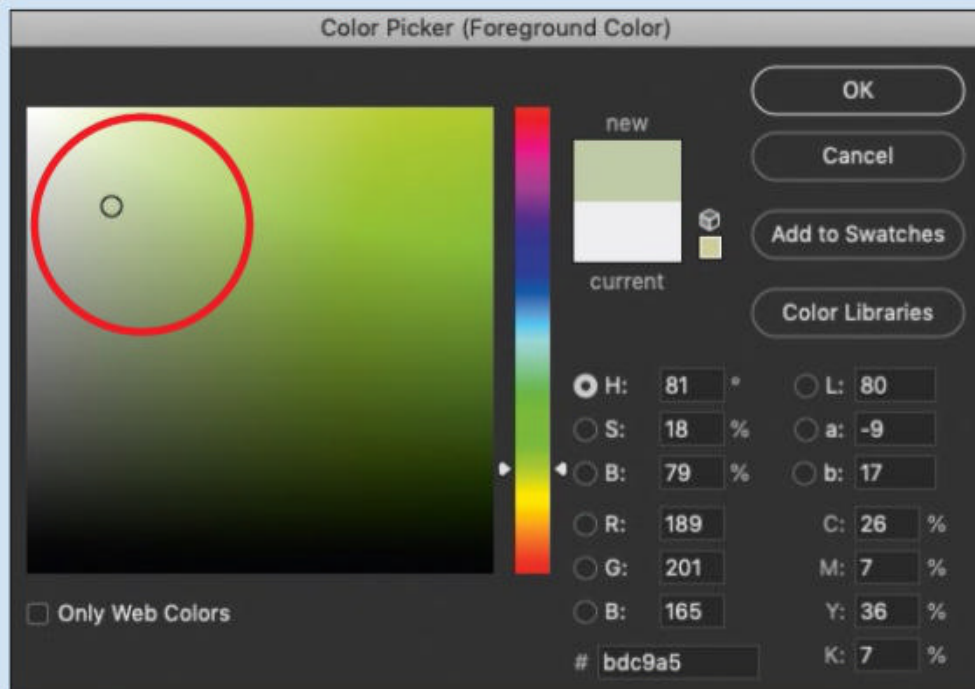 Color Picker (Foreground Color)
new
current
OK
Cancel
Add to Swatches
Color Libraries
H: 81 °
S: 18 %
B: 79 %
R: 189
G: 201
B: 165
# bdc9a5
L: 80
a: -9
b: 17
C: 26 %
M: 7 %
Y: 36 %
K: 7 %
Only Web Colors